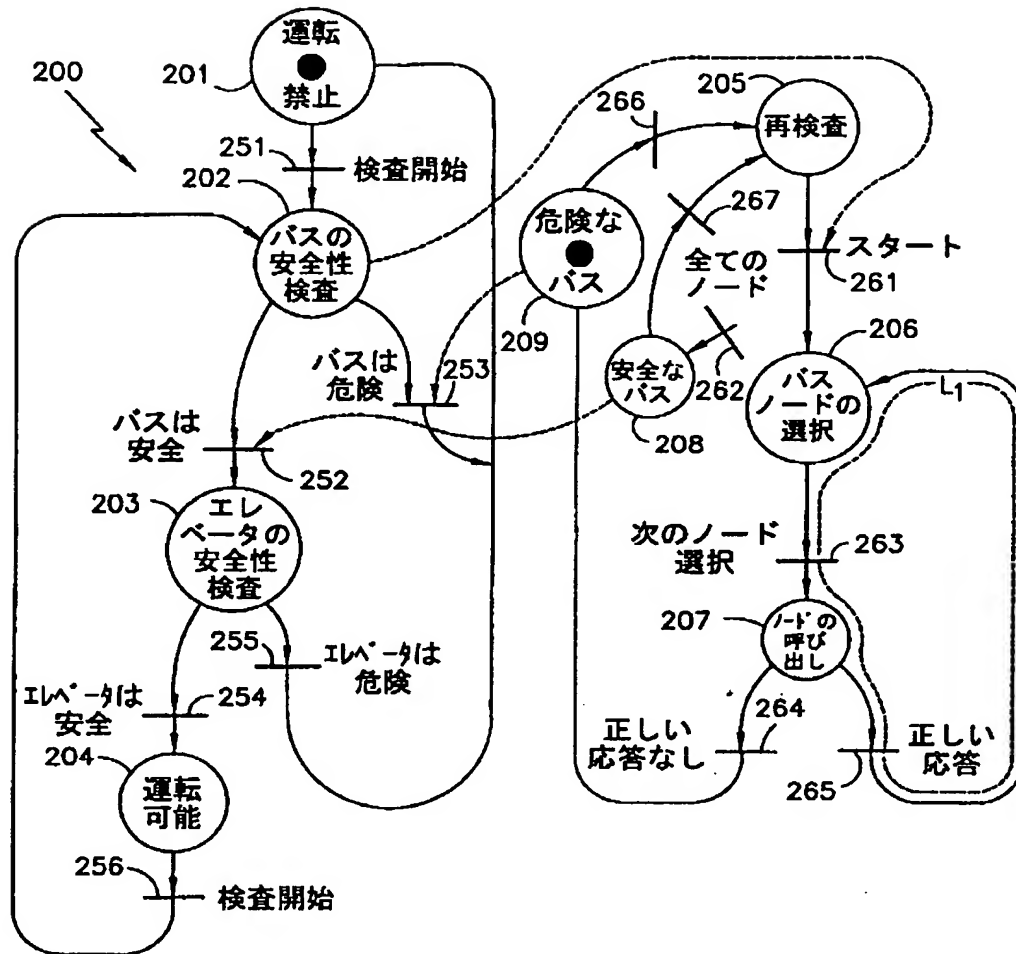 200
201
運転
禁止
251
検査開始
202
バスの
安全性
検査
バスは
危険
253
バスは
安全
252
203
エレ
ベータの
安全性
検査
255
エレベータは
危険
エレベータは
安全
254
204
運転
可能
256
検査開始
205
再検査
266
267
危険な
バス
209
全ての
ノード
262
安全な
バス
208
スタート
261
206
バス
ノードの
選択
L1
次のノード
選択
263
207
ノードの
呼び
出し
264
正しい
応答なし
265
正しい
応答